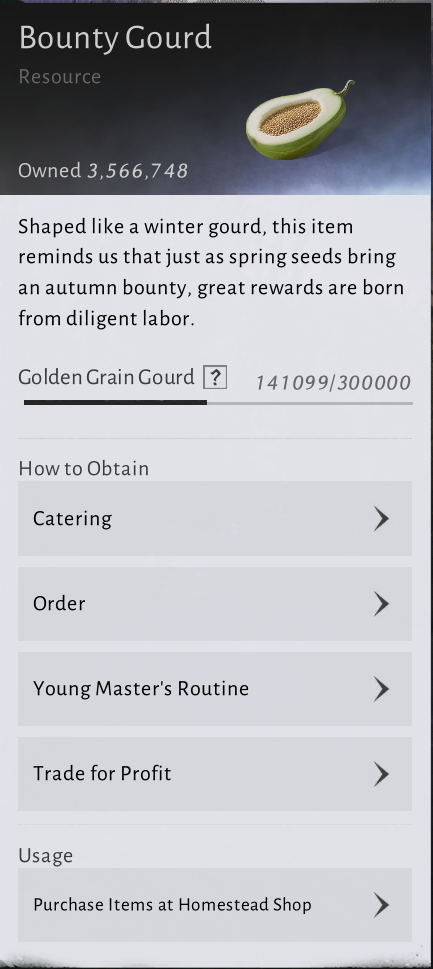 Bounty Gourd
Resource
Owned 3,566,748
Shaped like a winter gourd, this item
reminds us that just as spring seeds bring
an autumn bounty, great rewards are born
from diligent labor.
Golden Grain Gourd ? 141099/300000
How to Obtain
Catering
Order
Young Master's Routine
Trade for Profit
Usage
Purchase Items at Homestead Shop